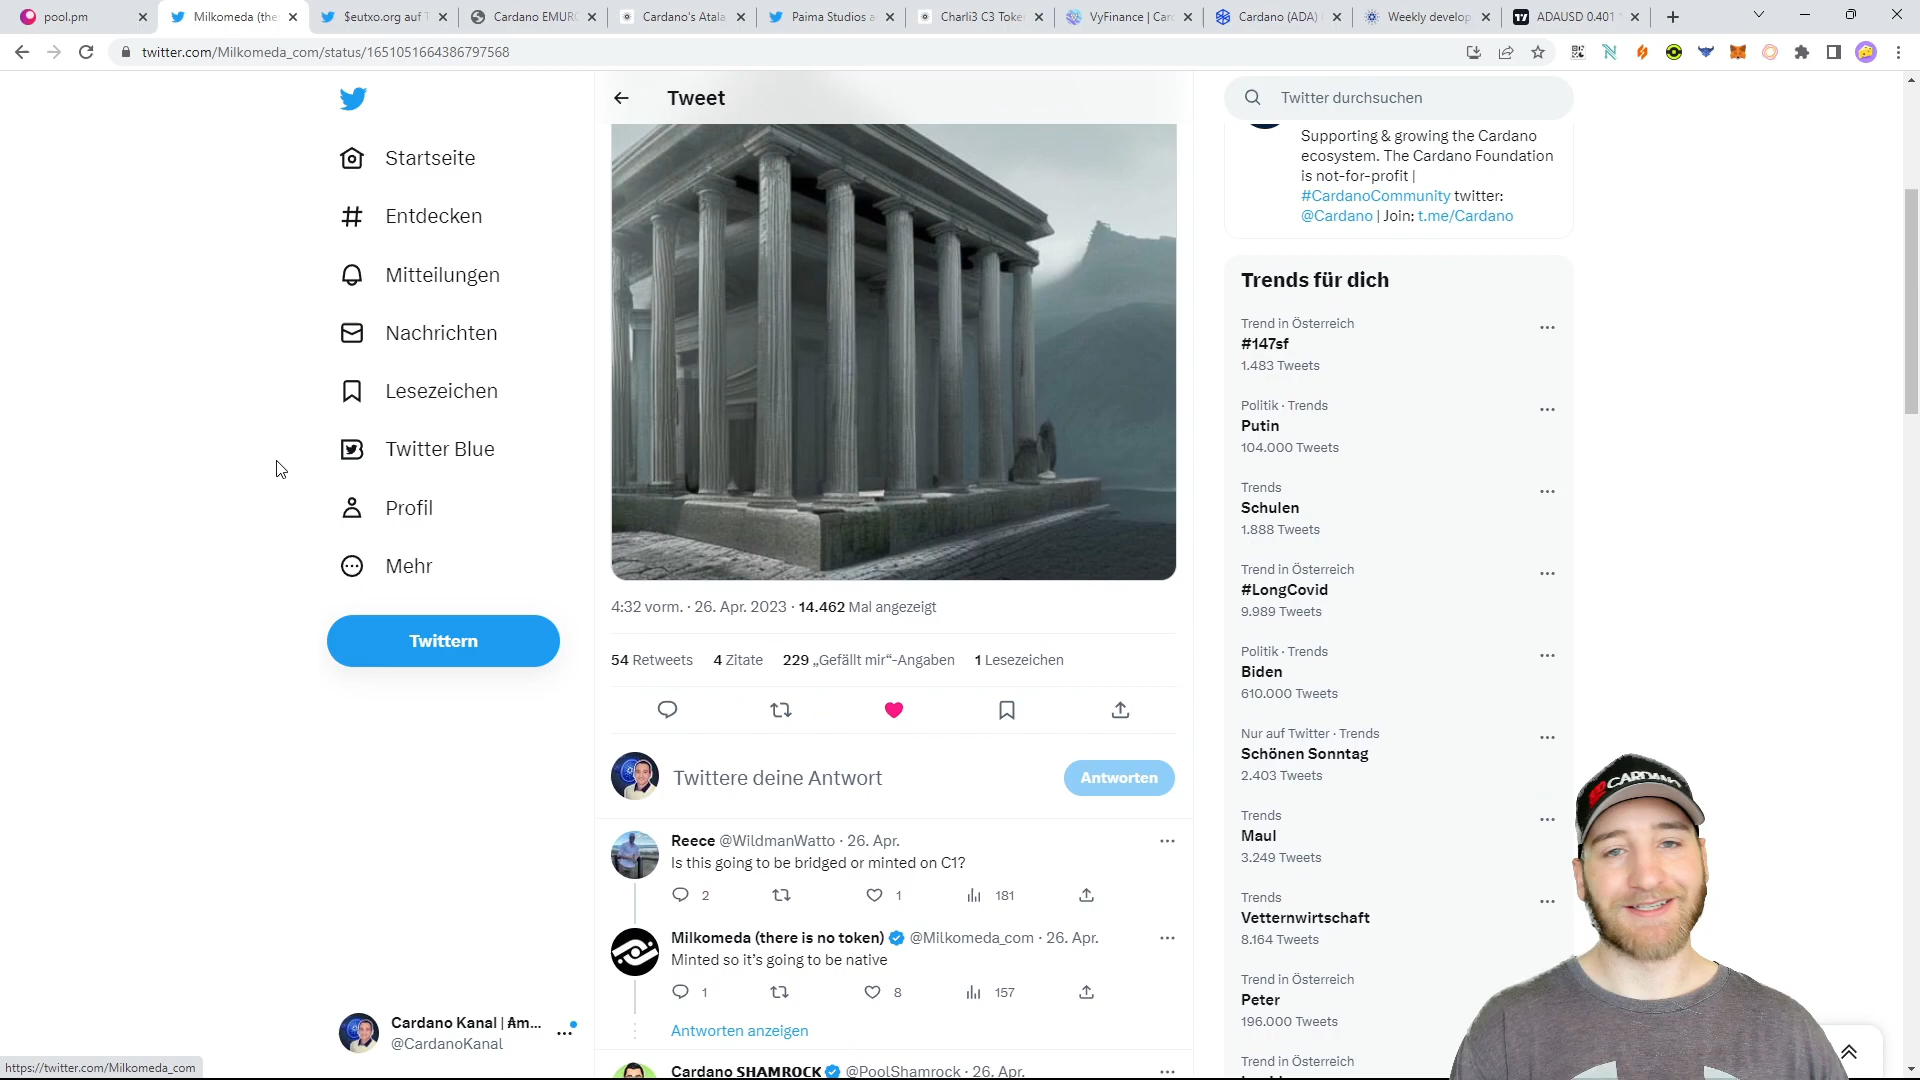 pool.pm
Milkomeda (the
$eutxo.org auf T
Cardano EMURG
Cardano's Atala
Paima Studios a
Charli3 C3 Toke
VyFinance | Car
Cardano (ADA)
Weekly develop
ADAUSD 0.401
twitter.com/Milkomeda_com/status/1651051664386797568
Startseite
Entdecken
Mitteilungen
Nachrichten
Lesezeichen
Twitter Blue
Profil
Mehr
Twittern
Cardano Kanal | ₳m...
@CardanoKanal
https://twitter.com/Milkomeda_com
Tweet
4:32 vorm. · 26. Apr. 2023 · 14.462 Mal angezeigt
54 Retweets 4 Zitate 229 „Gefällt mir“-Angaben 1 Lesezeichen
Twittere deine Antwort
Antworten
Reece @WildmanWatto · 26. Apr.
Is this going to be bridged or minted on C1?
2 1 181
Milkomeda (there is no token) @Milkomeda_com · 26. Apr.
Minted so it's going to be native
1 8 157
Antworten anzeigen
Cardano SHAMROCK @PoolShamrock · 26. Apr.
Twitter durchsuchen
Supporting & growing the Cardano
ecosystem. The Cardano Foundation
is not-for-profit |
#CardanoCommunity twitter:
@Cardano | Join: t.me/Cardano
Trends für dich
Trend in Österreich
#147sf
1.483 Tweets
Politik · Trends
Putin
104.000 Tweets
Trends
Schulen
1.888 Tweets
Trend in Österreich
#LongCovid
9.989 Tweets
Politik · Trends
Biden
610.000 Tweets
Nur auf Twitter · Trends
Schönen Sonntag
2.403 Tweets
Trends
Maul
3.249 Tweets
Trends
Vetternwirtschaft
8.164 Tweets
Trend in Österreich
Peter
196.000 Tweets
Trend in Österreich
CARDANO